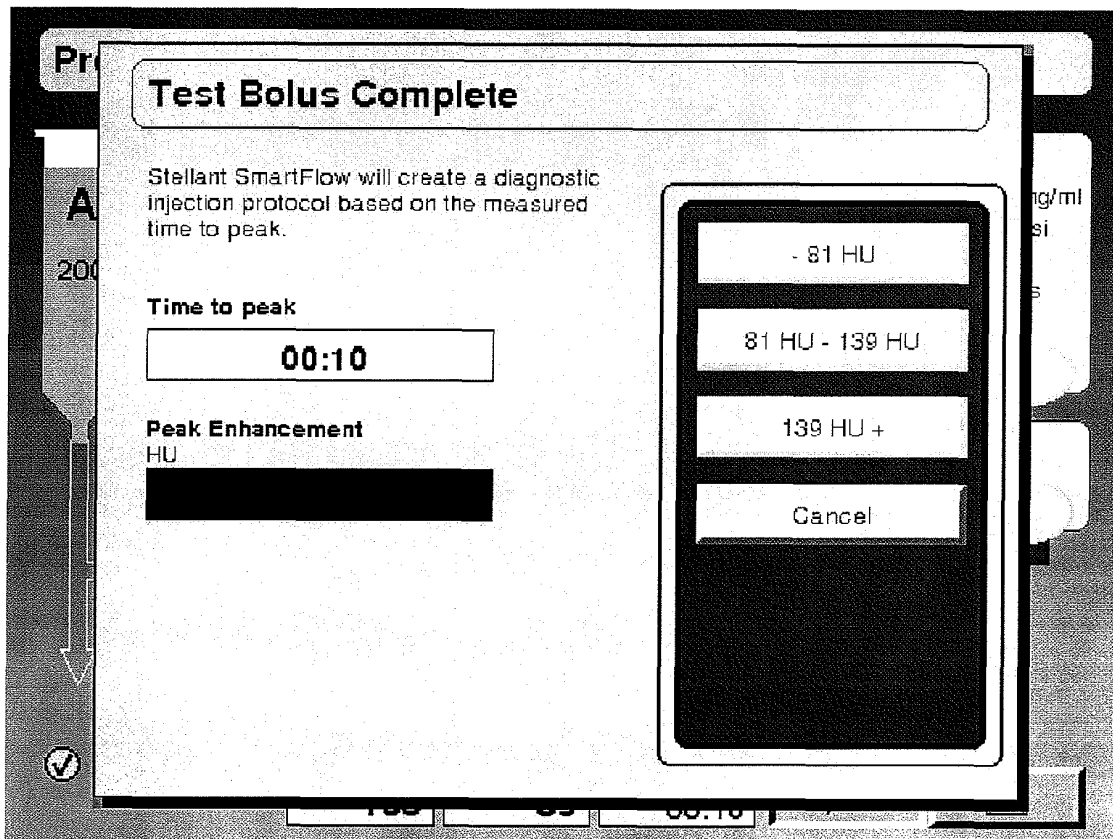 Test Bolus Complete
Stellant SmartFlow will create a diagnostic
injection protocol based on the measured
time to peak.
Time to peak
00:10
Peak Enhancement
HU
- 81 HU
81 HU - 139 HU
139 HU +
Cancel
A
200